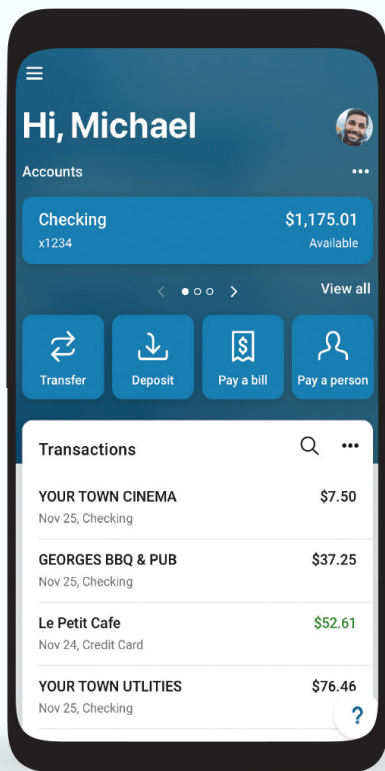 Hi, Michael
Accounts
Checking $1,175.01
x1234 Available
View all
Transfer Deposit Pay a bill Pay a person
Transactions
YOUR TOWN CINEMA $7.50
Nov 25, Checking
GEORGES BBQ & PUB $37.25
Nov 25, Checking
Le Petit Cafe $52.61
Nov 24, Credit Card
YOUR TOWN UTLITIES $76.46
Nov 25, Checking
?